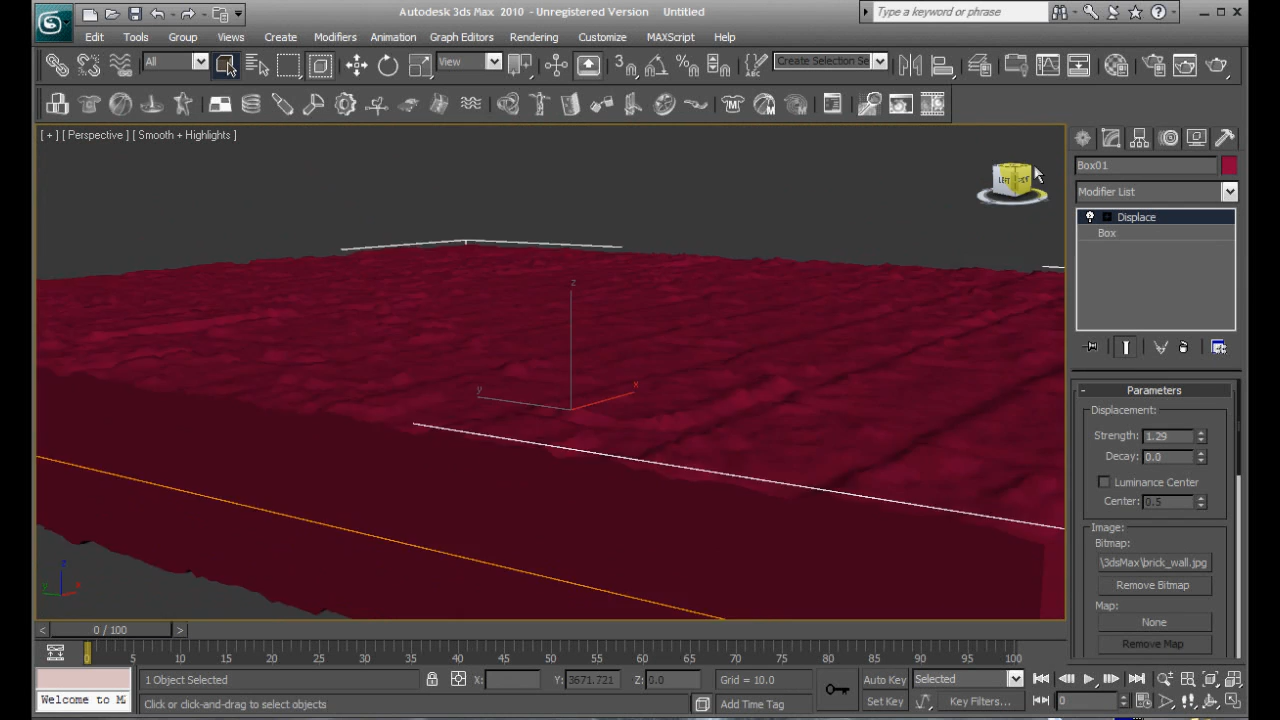 Autodesk 3ds Max 2010 - Unregistered Version Untitled
Type a keyword or phrase
Edit Tools Group Views Create Modifiers Animation Graph Editors Rendering Customize MAXScript Help
All View Create Selection Se
[ + ] [ Perspective ] [ Smooth + Highlights ]
LEFT
Box01
Modifier List
Displace
Box
z
y x
Parameters
Displacement:
Strength: 1.29
Decay: 0.0
Luminance Center
Center: 0.5
Image:
Bitmap:
\3dsMax\brick_wall.jpg
Remove Bitmap
Map:
None
Remove Map
z
y x
< 0 / 100 >
0 5 10 15 20 25 30 35 40 45 50 55 60 65 70 75 80 85 90 95 100
1 Object Selected X: Y: 3671.721 Z: 0.0 Grid = 10.0 Auto Key Selected
Welcome to M Click or click-and-drag to select objects Add Time Tag Set Key Key Filters... 0